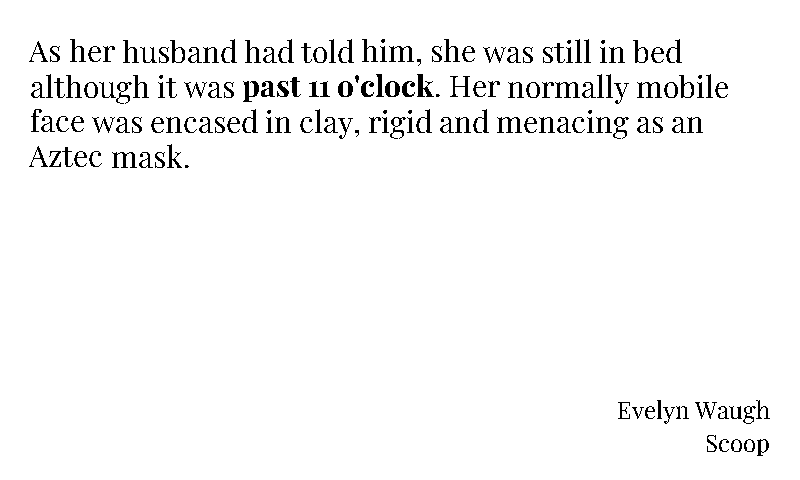 As her husband had told him, she was still in bed
although it was past 11 o'clock. Her normally mobile
face was encased in clay, rigid and menacing as an
Aztec mask.
Evelyn Waugh
Scoop